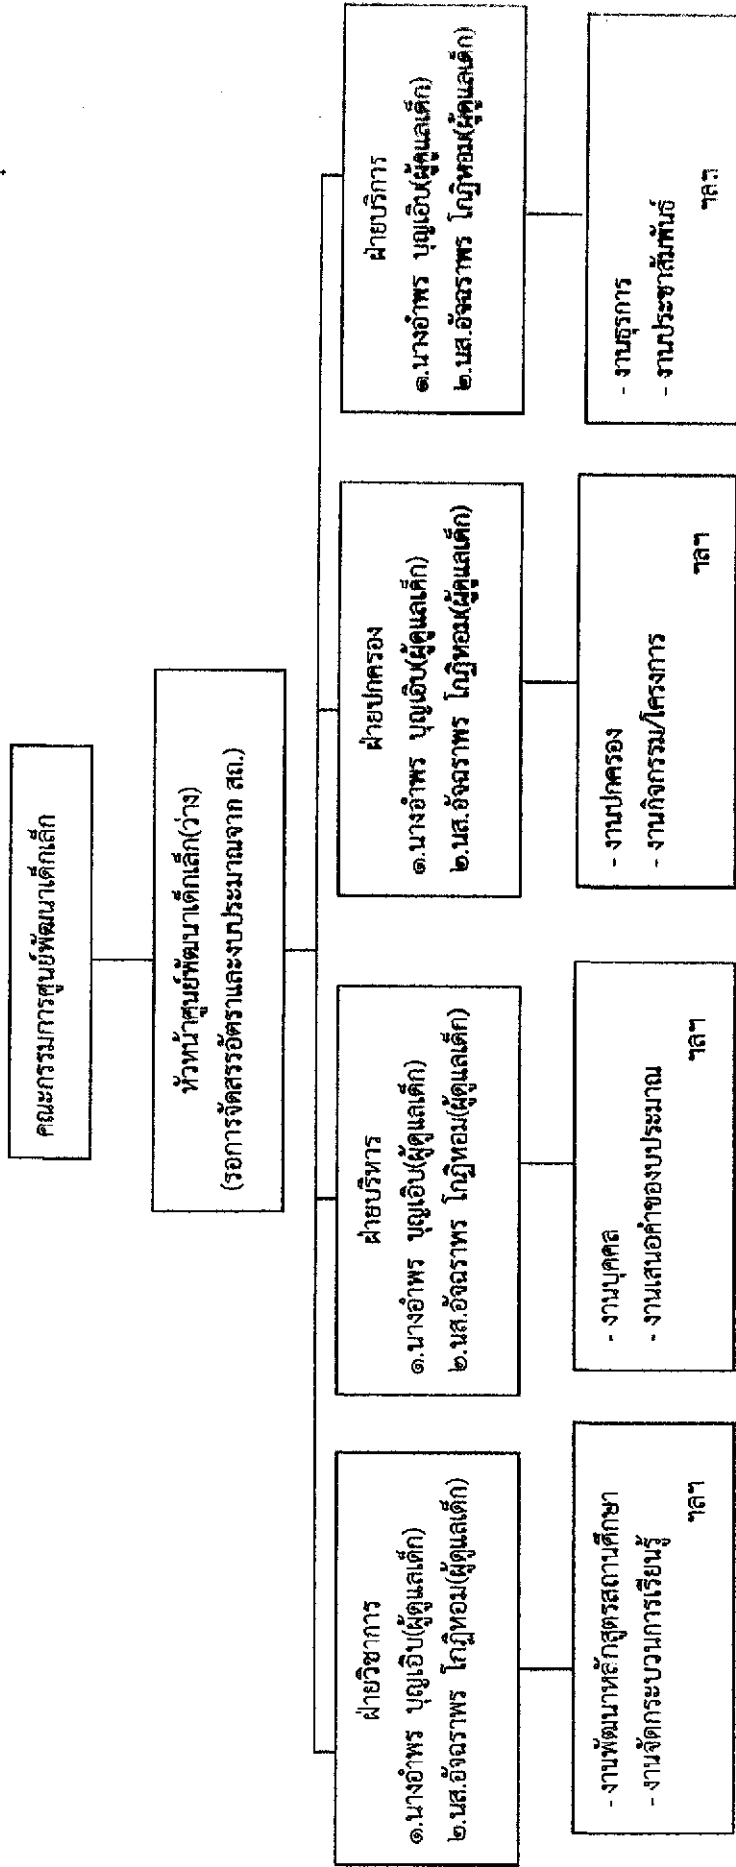 คณะกรรมการศูนย์พัฒนาเด็กเล็ก
หัวหน้าศูนย์พัฒนาเด็กเล็ก(ว่าง)
(รอการจัดสรรอัตราและงบประมาณจาก สถ.)
ฝ่ายวิชาการ
๑.นางอำพร บุญเอิบ(ผู้ดูแลเด็ก)
๒.นส.อัจฉราพร โกฏิหอม(ผู้ดูแลเด็ก)
ฝ่ายบริหาร
๑.นางอำพร บุญเอิบ(ผู้ดูแลเด็ก)
๒.นส.อัจฉราพร โกฏิหอม(ผู้ดูแลเด็ก)
ฝ่ายปกครอง
๑.นางอำพร บุญเอิบ(ผู้ดูแลเด็ก)
๒.นส.อัจฉราพร โกฏิหอม(ผู้ดูแลเด็ก)
ฝ่ายบริการ
๑.นางอำพร บุญเอิบ(ผู้ดูแลเด็ก)
๒.นส.อัจฉราพร โกฏิหอม(ผู้ดูแลเด็ก)
- งานพัฒนาหลักสูตรสถานศึกษา
- งานจัดกระบวนการเรียนรู้
ฯลฯ
- งานบุคคล
- งานเสนอคำของบประมาณ
ฯลฯ
- งานปกครอง
- งานกิจกรรม/โครงการ
ฯลฯ
- งานธุรการ
- งานประชาสัมพันธ์
ฯลฯ